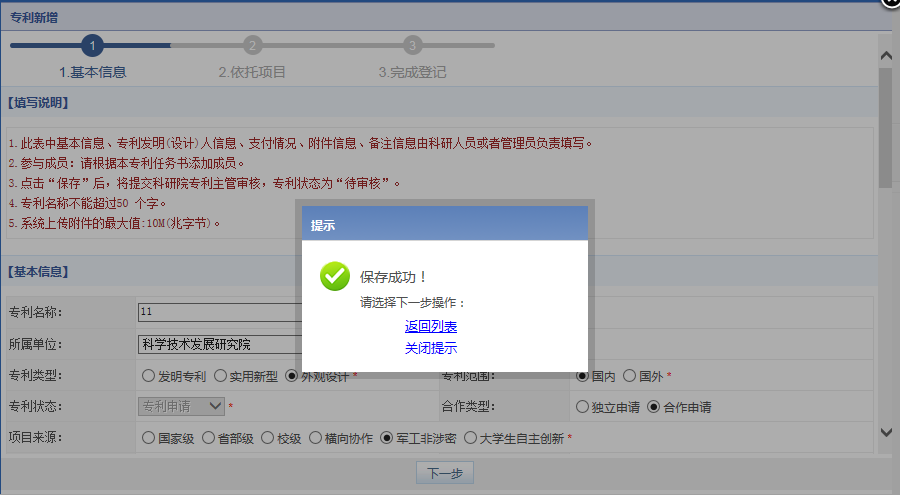 专利新增
1 2 3
1.基本信息 2.依托项目 3.完成登记
【填写说明】
1.此表中基本信息、专利发明(设计)人信息、支付情况、附件信息、备注信息由科研人员或者管理员负责填写。
2.参与成员：请根据本专利任务书添加成员。
3.点击“保存”后，将提交科研院专利主管审核，专利状态为“待审核”。
4.专利名称不能超过50 个字。
5.系统上传附件的最大值:10M(兆字节)。
提示
保存成功！
请选择下一步操作：
返回列表
关闭提示
【基本信息】
专利名称： 11
所属单位： 科学技术发展研究院
专利类型： 发明专利 实用新型 外观设计 * 专利范围： 国内 国外 *
专利状态： 专利申请 * 合作类型： 独立申请 合作申请
项目来源： 国家级 省部级 校级 横向协作 军工非涉密 大学生自主创新 *
下一步